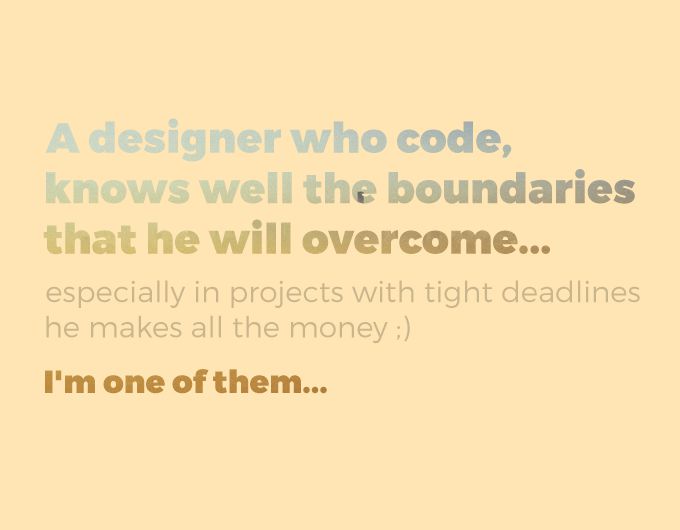 A designer who code,
knows well the boundaries
that he will overcome...
especially in projects with tight deadlines
he makes all the money ;)
I'm one of them...